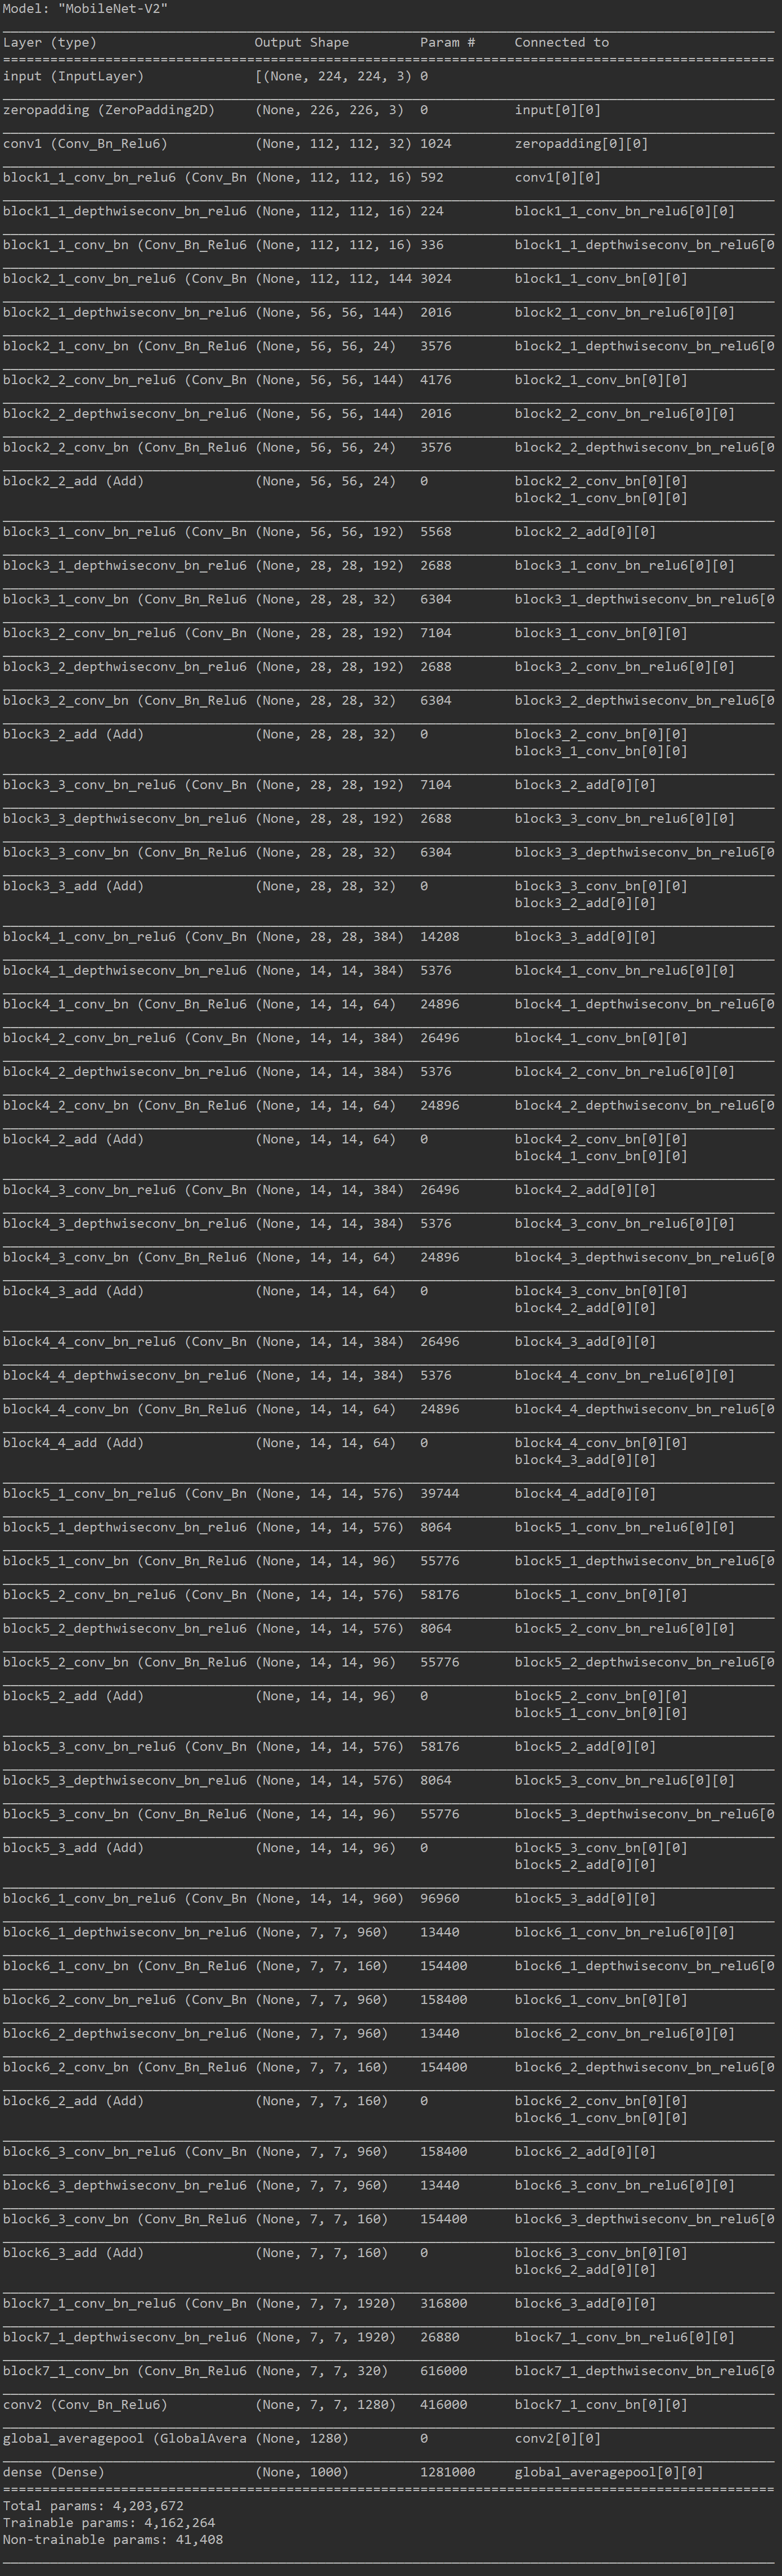 Model: "MobileNet-V2"
Layer (type) Output Shape Param # Connected to
input (InputLayer) [(None, 224, 224, 3) 0
zeropadding (ZeroPadding2D) (None, 226, 226, 3) 0 input[0][0]
conv1 (Conv_Bn_Relu6) (None, 112, 112, 32) 1024 zeropadding[0][0]
block1_1_conv_bn_relu6 (Conv_Bn (None, 112, 112, 16) 592 conv1[0][0]
block1_1_depthwiseconv_bn_relu6 (None, 112, 112, 16) 224 block1_1_conv_bn_relu6[0][0]
block1_1_conv_bn (Conv_Bn_Relu6 (None, 112, 112, 16) 336 block1_1_depthwiseconv_bn_relu6[0
block2_1_conv_bn_relu6 (Conv_Bn (None, 112, 112, 144 3024 block1_1_conv_bn[0][0]
block2_1_depthwiseconv_bn_relu6 (None, 56, 56, 144) 2016 block2_1_conv_bn_relu6[0][0]
block2_1_conv_bn (Conv_Bn_Relu6 (None, 56, 56, 24) 3576 block2_1_depthwiseconv_bn_relu6[0
block2_2_conv_bn_relu6 (Conv_Bn (None, 56, 56, 144) 4176 block2_1_conv_bn[0][0]
block2_2_depthwiseconv_bn_relu6 (None, 56, 56, 144) 2016 block2_2_conv_bn_relu6[0][0]
block2_2_conv_bn (Conv_Bn_Relu6 (None, 56, 56, 24) 3576 block2_2_depthwiseconv_bn_relu6[0
block2_2_add (Add) (None, 56, 56, 24) 0 block2_2_conv_bn[0][0]
block2_1_conv_bn[0][0]
block3_1_conv_bn_relu6 (Conv_Bn (None, 56, 56, 192) 5568 block2_2_add[0][0]
block3_1_depthwiseconv_bn_relu6 (None, 28, 28, 192) 2688 block3_1_conv_bn_relu6[0][0]
block3_1_conv_bn (Conv_Bn_Relu6 (None, 28, 28, 32) 6304 block3_1_depthwiseconv_bn_relu6[0
block3_2_conv_bn_relu6 (Conv_Bn (None, 28, 28, 192) 7104 block3_1_conv_bn[0][0]
block3_2_depthwiseconv_bn_relu6 (None, 28, 28, 192) 2688 block3_2_conv_bn_relu6[0][0]
block3_2_conv_bn (Conv_Bn_Relu6 (None, 28, 28, 32) 6304 block3_2_depthwiseconv_bn_relu6[0
block3_2_add (Add) (None, 28, 28, 32) 0 block3_2_conv_bn[0][0]
block3_1_conv_bn[0][0]
block3_3_conv_bn_relu6 (Conv_Bn (None, 28, 28, 192) 7104 block3_2_add[0][0]
block3_3_depthwiseconv_bn_relu6 (None, 28, 28, 192) 2688 block3_3_conv_bn_relu6[0][0]
block3_3_conv_bn (Conv_Bn_Relu6 (None, 28, 28, 32) 6304 block3_3_depthwiseconv_bn_relu6[0
block3_3_add (Add) (None, 28, 28, 32) 0 block3_3_conv_bn[0][0]
block3_2_add[0][0]
block4_1_conv_bn_relu6 (Conv_Bn (None, 28, 28, 384) 14208 block3_3_add[0][0]
block4_1_depthwiseconv_bn_relu6 (None, 14, 14, 384) 5376 block4_1_conv_bn_relu6[0][0]
block4_1_conv_bn (Conv_Bn_Relu6 (None, 14, 14, 64) 24896 block4_1_depthwiseconv_bn_relu6[0
block4_2_conv_bn_relu6 (Conv_Bn (None, 14, 14, 384) 26496 block4_1_conv_bn[0][0]
block4_2_depthwiseconv_bn_relu6 (None, 14, 14, 384) 5376 block4_2_conv_bn_relu6[0][0]
block4_2_conv_bn (Conv_Bn_Relu6 (None, 14, 14, 64) 24896 block4_2_depthwiseconv_bn_relu6[0
block4_2_add (Add) (None, 14, 14, 64) 0 block4_2_conv_bn[0][0]
block4_1_conv_bn[0][0]
block4_3_conv_bn_relu6 (Conv_Bn (None, 14, 14, 384) 26496 block4_2_add[0][0]
block4_3_depthwiseconv_bn_relu6 (None, 14, 14, 384) 5376 block4_3_conv_bn_relu6[0][0]
block4_3_conv_bn (Conv_Bn_Relu6 (None, 14, 14, 64) 24896 block4_3_depthwiseconv_bn_relu6[0
block4_3_add (Add) (None, 14, 14, 64) 0 block4_3_conv_bn[0][0]
block4_2_add[0][0]
block4_4_conv_bn_relu6 (Conv_Bn (None, 14, 14, 384) 26496 block4_3_add[0][0]
block4_4_depthwiseconv_bn_relu6 (None, 14, 14, 384) 5376 block4_4_conv_bn_relu6[0][0]
block4_4_conv_bn (Conv_Bn_Relu6 (None, 14, 14, 64) 24896 block4_4_depthwiseconv_bn_relu6[0
block4_4_add (Add) (None, 14, 14, 64) 0 block4_4_conv_bn[0][0]
block4_3_add[0][0]
block5_1_conv_bn_relu6 (Conv_Bn (None, 14, 14, 576) 39744 block4_4_add[0][0]
block5_1_depthwiseconv_bn_relu6 (None, 14, 14, 576) 8064 block5_1_conv_bn_relu6[0][0]
block5_1_conv_bn (Conv_Bn_Relu6 (None, 14, 14, 96) 55776 block5_1_depthwiseconv_bn_relu6[0
block5_2_conv_bn_relu6 (Conv_Bn (None, 14, 14, 576) 58176 block5_1_conv_bn[0][0]
block5_2_depthwiseconv_bn_relu6 (None, 14, 14, 576) 8064 block5_2_conv_bn_relu6[0][0]
block5_2_conv_bn (Conv_Bn_Relu6 (None, 14, 14, 96) 55776 block5_2_depthwiseconv_bn_relu6[0
block5_2_add (Add) (None, 14, 14, 96) 0 block5_2_conv_bn[0][0]
block5_1_conv_bn[0][0]
block5_3_conv_bn_relu6 (Conv_Bn (None, 14, 14, 576) 58176 block5_2_add[0][0]
block5_3_depthwiseconv_bn_relu6 (None, 14, 14, 576) 8064 block5_3_conv_bn_relu6[0][0]
block5_3_conv_bn (Conv_Bn_Relu6 (None, 14, 14, 96) 55776 block5_3_depthwiseconv_bn_relu6[0
block5_3_add (Add) (None, 14, 14, 96) 0 block5_3_conv_bn[0][0]
block5_2_add[0][0]
block6_1_conv_bn_relu6 (Conv_Bn (None, 14, 14, 960) 96960 block5_3_add[0][0]
block6_1_depthwiseconv_bn_relu6 (None, 7, 7, 960) 13440 block6_1_conv_bn_relu6[0][0]
block6_1_conv_bn (Conv_Bn_Relu6 (None, 7, 7, 160) 154400 block6_1_depthwiseconv_bn_relu6[0
block6_2_conv_bn_relu6 (Conv_Bn (None, 7, 7, 960) 158400 block6_1_conv_bn[0][0]
block6_2_depthwiseconv_bn_relu6 (None, 7, 7, 960) 13440 block6_2_conv_bn_relu6[0][0]
block6_2_conv_bn (Conv_Bn_Relu6 (None, 7, 7, 160) 154400 block6_2_depthwiseconv_bn_relu6[0
block6_2_add (Add) (None, 7, 7, 160) 0 block6_2_conv_bn[0][0]
block6_1_conv_bn[0][0]
block6_3_conv_bn_relu6 (Conv_Bn (None, 7, 7, 960) 158400 block6_2_add[0][0]
block6_3_depthwiseconv_bn_relu6 (None, 7, 7, 960) 13440 block6_3_conv_bn_relu6[0][0]
block6_3_conv_bn (Conv_Bn_Relu6 (None, 7, 7, 160) 154400 block6_3_depthwiseconv_bn_relu6[0
block6_3_add (Add) (None, 7, 7, 160) 0 block6_3_conv_bn[0][0]
block6_2_add[0][0]
block7_1_conv_bn_relu6 (Conv_Bn (None, 7, 7, 1920) 316800 block6_3_add[0][0]
block7_1_depthwiseconv_bn_relu6 (None, 7, 7, 1920) 26880 block7_1_conv_bn_relu6[0][0]
block7_1_conv_bn (Conv_Bn_Relu6 (None, 7, 7, 320) 616000 block7_1_depthwiseconv_bn_relu6[0
conv2 (Conv_Bn_Relu6) (None, 7, 7, 1280) 416000 block7_1_conv_bn[0][0]
global_averagepool (GlobalAvera (None, 1280) 0 conv2[0][0]
dense (Dense) (None, 1000) 1281000 global_averagepool[0][0]
Total params: 4,203,672
Trainable params: 4,162,264
Non-trainable params: 41,408